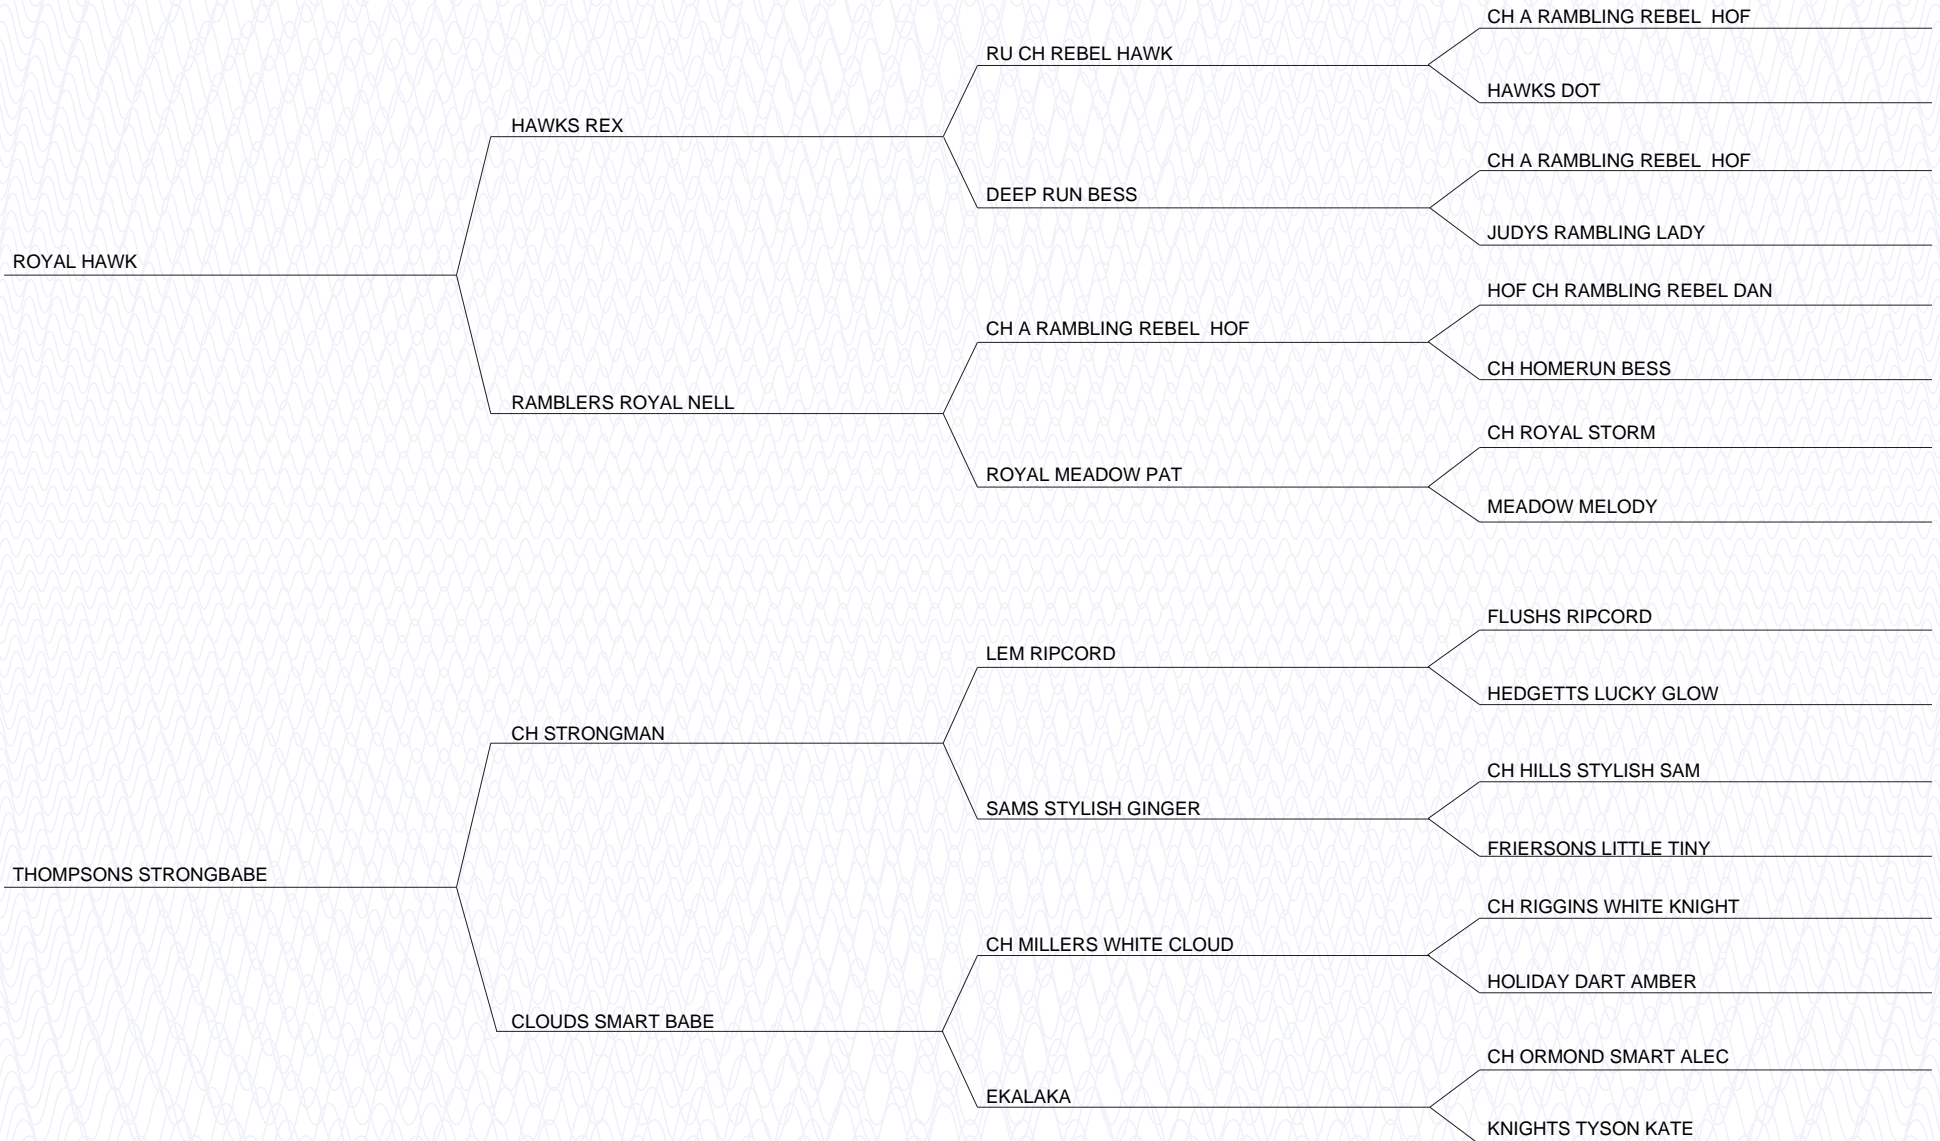 CH A RAMBLING REBEL  HOF
RU CH REBEL HAWK
HAWKS DOT
HAWKS REX
CH A RAMBLING REBEL  HOF
DEEP RUN BESS
JUDYS RAMBLING LADY
ROYAL HAWK
HOF CH RAMBLING REBEL DAN
CH A RAMBLING REBEL  HOF
CH HOMERUN BESS
RAMBLERS ROYAL NELL
CH ROYAL STORM
ROYAL MEADOW PAT
MEADOW MELODY
FLUSHS RIPCORD
LEM RIPCORD
HEDGETTS LUCKY GLOW
CH STRONGMAN
CH HILLS STYLISH SAM
SAMS STYLISH GINGER
FRIERSONS LITTLE TINY
THOMPSONS STRONGBABE
CH RIGGINS WHITE KNIGHT
CH MILLERS WHITE CLOUD
HOLIDAY DART AMBER
CLOUDS SMART BABE
CH ORMOND SMART ALEC
EKALAKA
KNIGHTS TYSON KATE